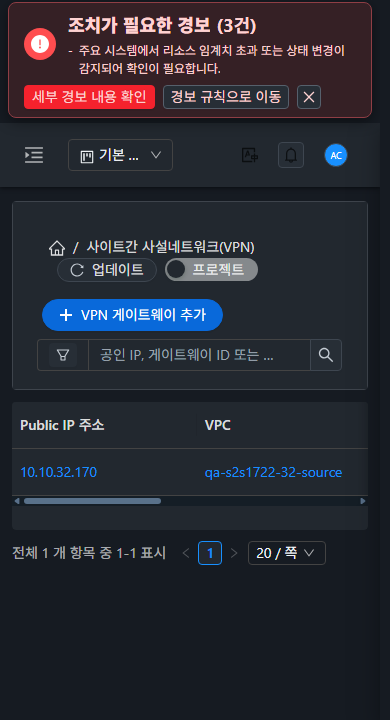 조치가 필요한 경보 (3건)
- 주요 시스템에서 리소스 임계치 초과 또는 상태 변경이
감지되어 확인이 필요합니다.
세부 경보 내용 확인 경보 규칙으로 이동
기본 ... AC
/ 사이트간 사설네트워크(VPN)
업데이트 프로젝트
VPN 게이트웨이 추가
공인 IP, 게이트웨이 ID 또는 ...
Public IP 주소 VPC
10.10.32.170 qa-s2s1722-32-source
전체 1 개 항목 중 1-1 표시 1 20 / 쪽